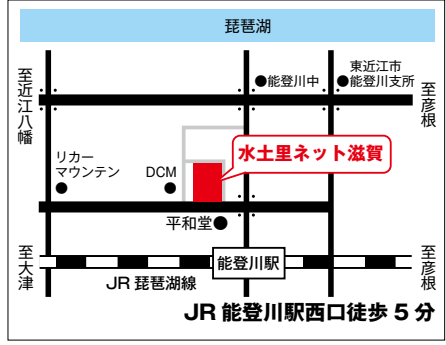 琵琶湖
至近江八幡
●能登川中
東近江市
●能登川支所
至彦根
リカー
マウンテン
DCM
水土里ネット滋賀
平和堂●
至大津
能登川駅
至彦根
JR 琵琶湖線
JR 能登川駅西口徒歩 5 分